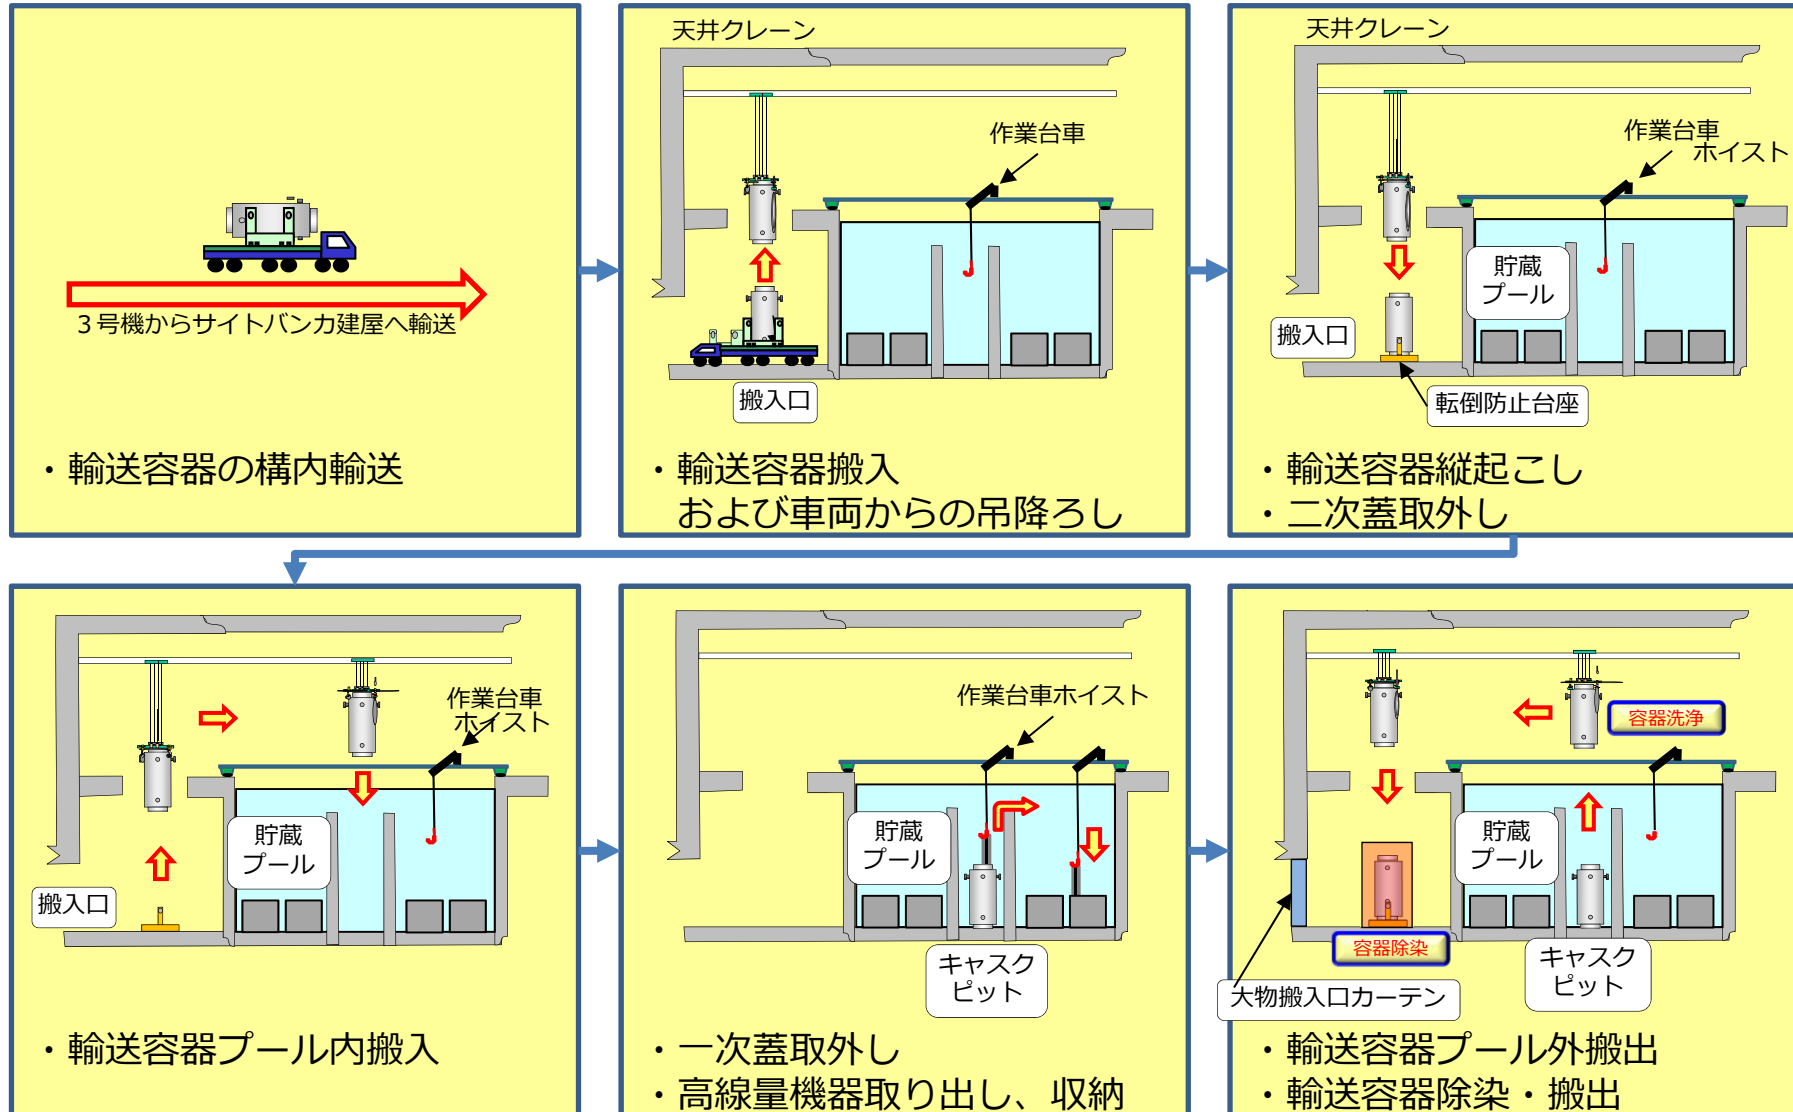 3号機からサイトバンカ建屋へ輸送
・輸送容器の構内輸送
天井クレーン
作業台車
搬入口
・輸送容器搬入
および車両からの吊降ろし
天井クレーン
作業台車
ホイスト
貯蔵
プール
搬入口
転倒防止台座
・輸送容器縦起こし
・二次蓋取外し
作業台車
ホイスト
貯蔵
プール
搬入口
・輸送容器プール内搬入
作業台車ホイスト
貯蔵
プール
キャスク
ピット
・一次蓋取外し
・高線量機器取り出し、収納
容器洗浄
貯蔵
プール
容器除染
キャスク
ピット
大物搬入口カーテン
・輸送容器プール外搬出
・輸送容器除染・搬出